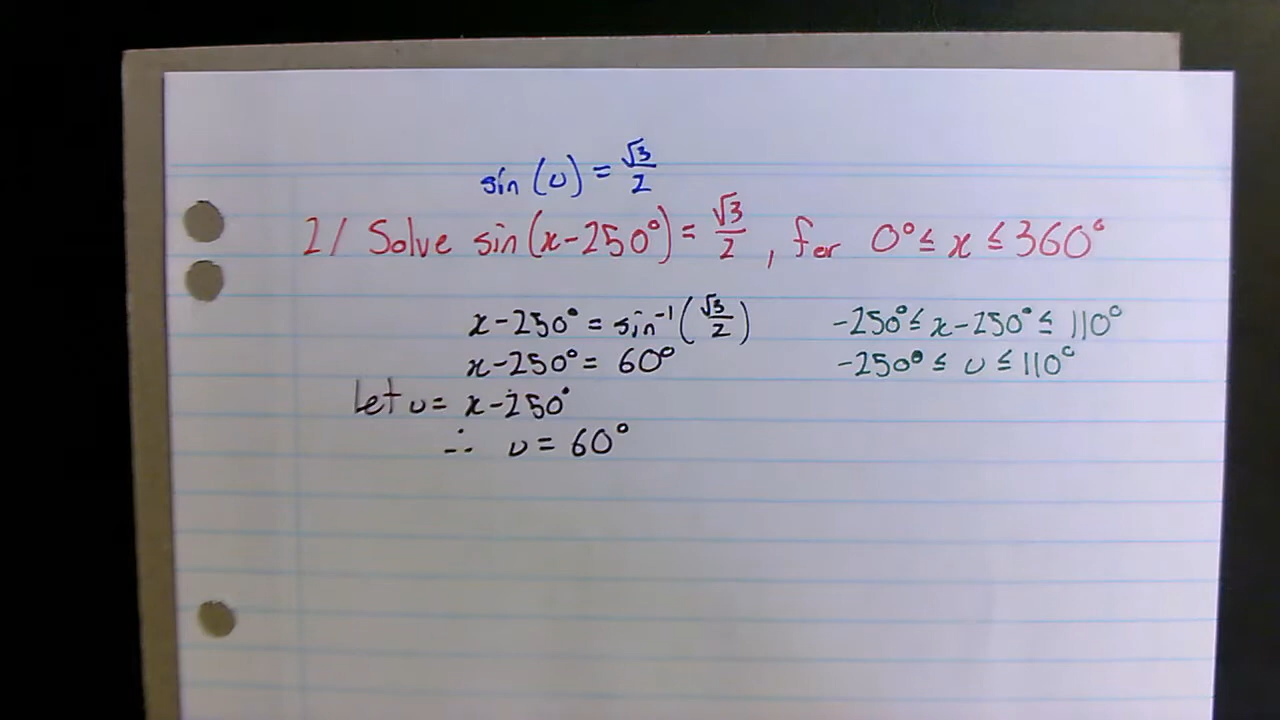 sin (u) = √3/2
2/ Solve sin(x-250°) = √3/2, for 0° ≤ x ≤ 360°
x-250° = sin⁻¹(√3/2) -250° ≤ x-250° ≤ 110°
x-250° = 60° -250° ≤ u ≤ 110°
Let u = x-250°
∴ u = 60°